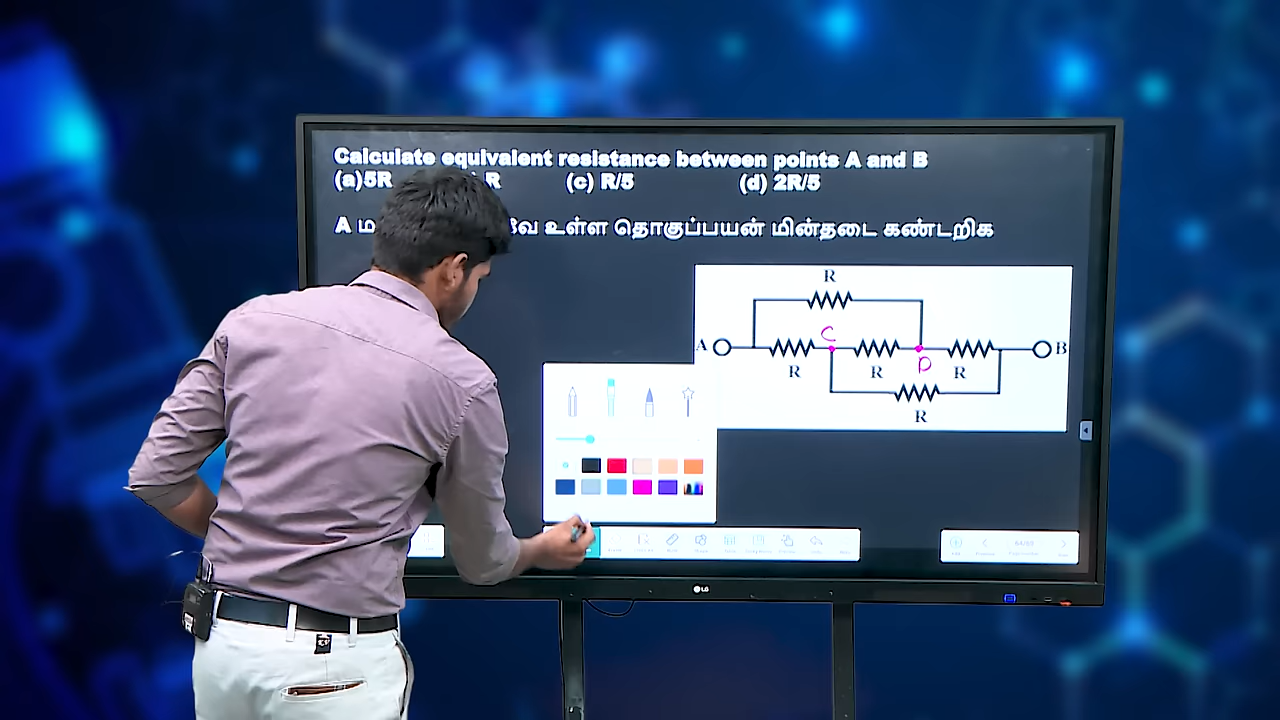 Calculate equivalent resistance between points A and B
(a)5R R (c) R/5 (d) 2R/5
A உள்ள தொகுப்பயன் மின்தடை கண்டறிக
R
A C D B
R R R
R
LG